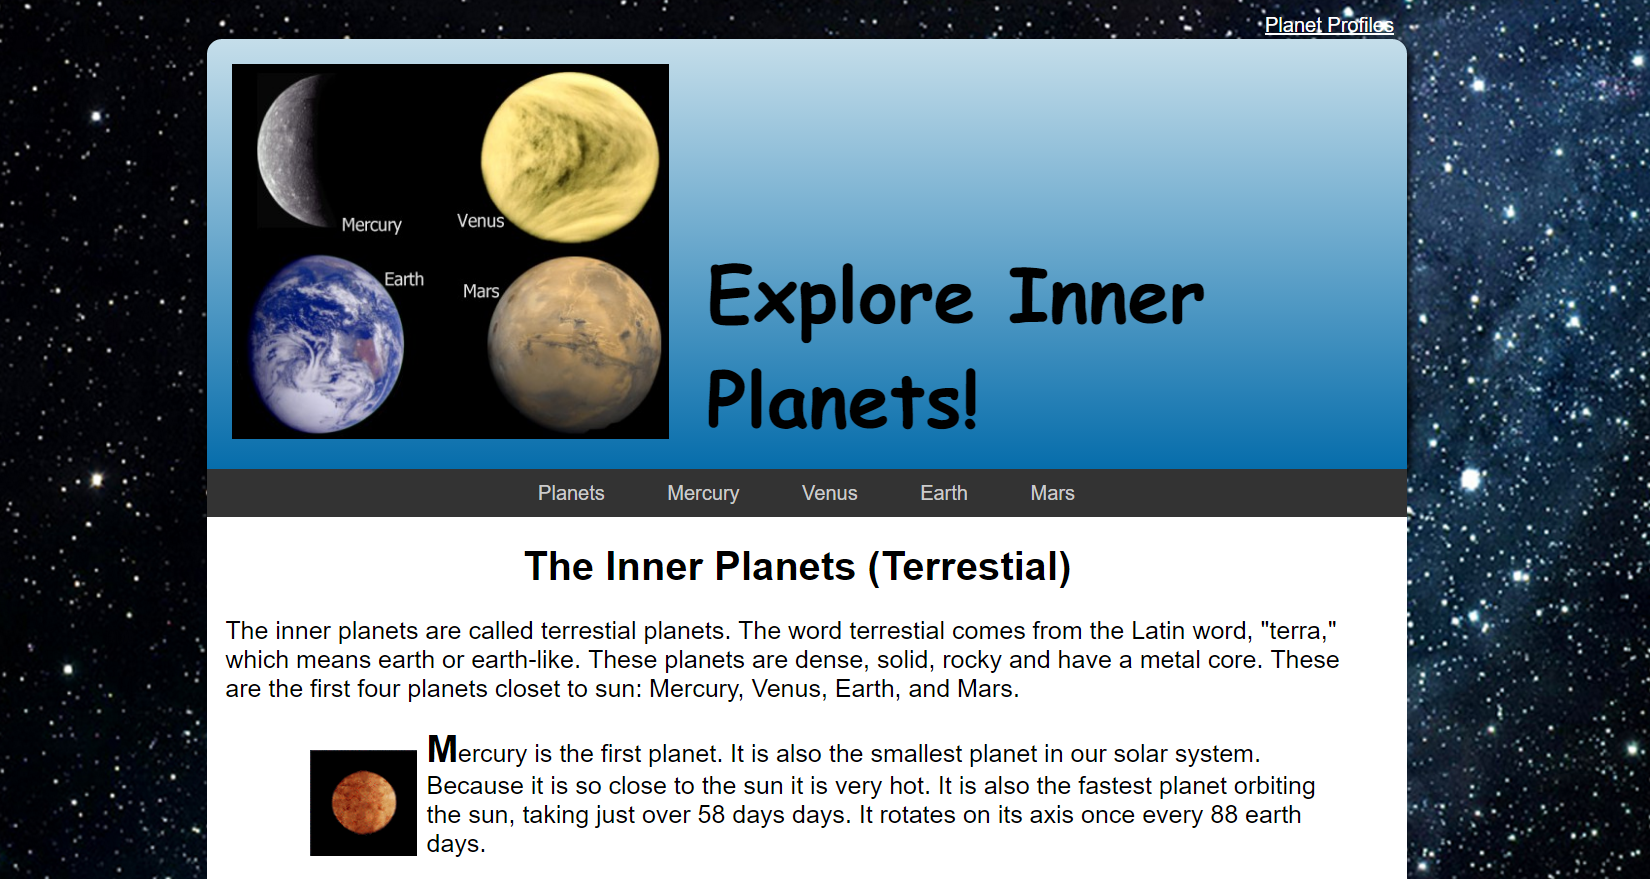 Planet Profiles
Mercury
Venus
Earth
Mars
Explore Inner
Planets!
Planets Mercury Venus Earth Mars
The Inner Planets (Terrestial)
The inner planets are called terrestial planets. The word terrestial comes from the Latin word, "terra,"
which means earth or earth-like. These planets are dense, solid, rocky and have a metal core. These
are the first four planets closet to sun: Mercury, Venus, Earth, and Mars.
Mercury is the first planet. It is also the smallest planet in our solar system.
Because it is so close to the sun it is very hot. It is also the fastest planet orbiting
the sun, taking just over 58 days days. It rotates on its axis once every 88 earth
days.